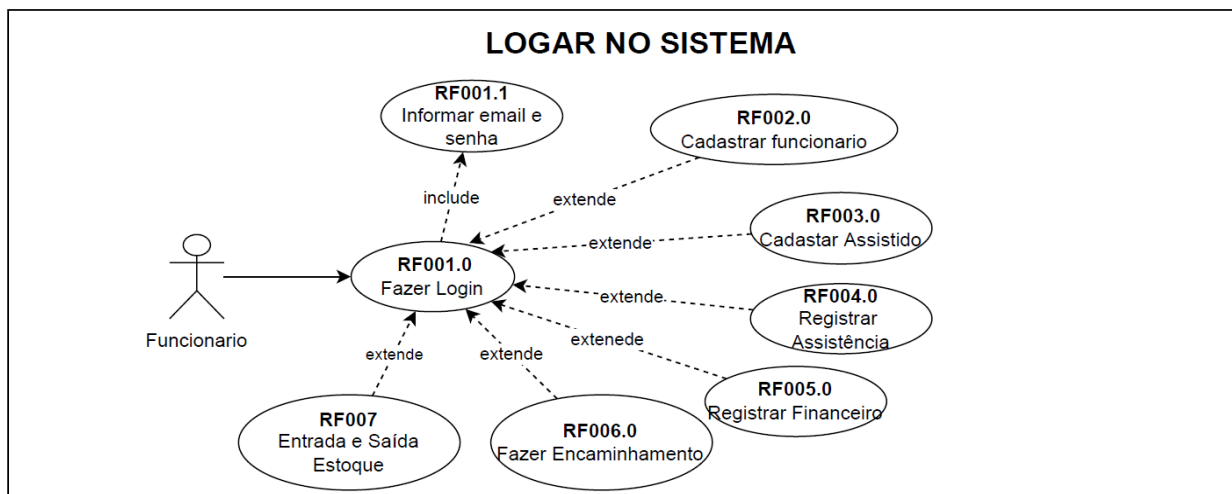 LOGAR NO SISTEMA
RF001.1
Informar email e
senha
RF002.0
Cadastrar funcionario
include
extende
RF003.0
Cadastar Assistido
extende
RF001.0
Fazer Login
extende
RF004.0
Registrar
Assistência
Funcionario
extende
extende
extenede
RF005.0
Registrar Financeiro
RF007
Entrada e Saída
Estoque
RF006.0
Fazer Encaminhamento